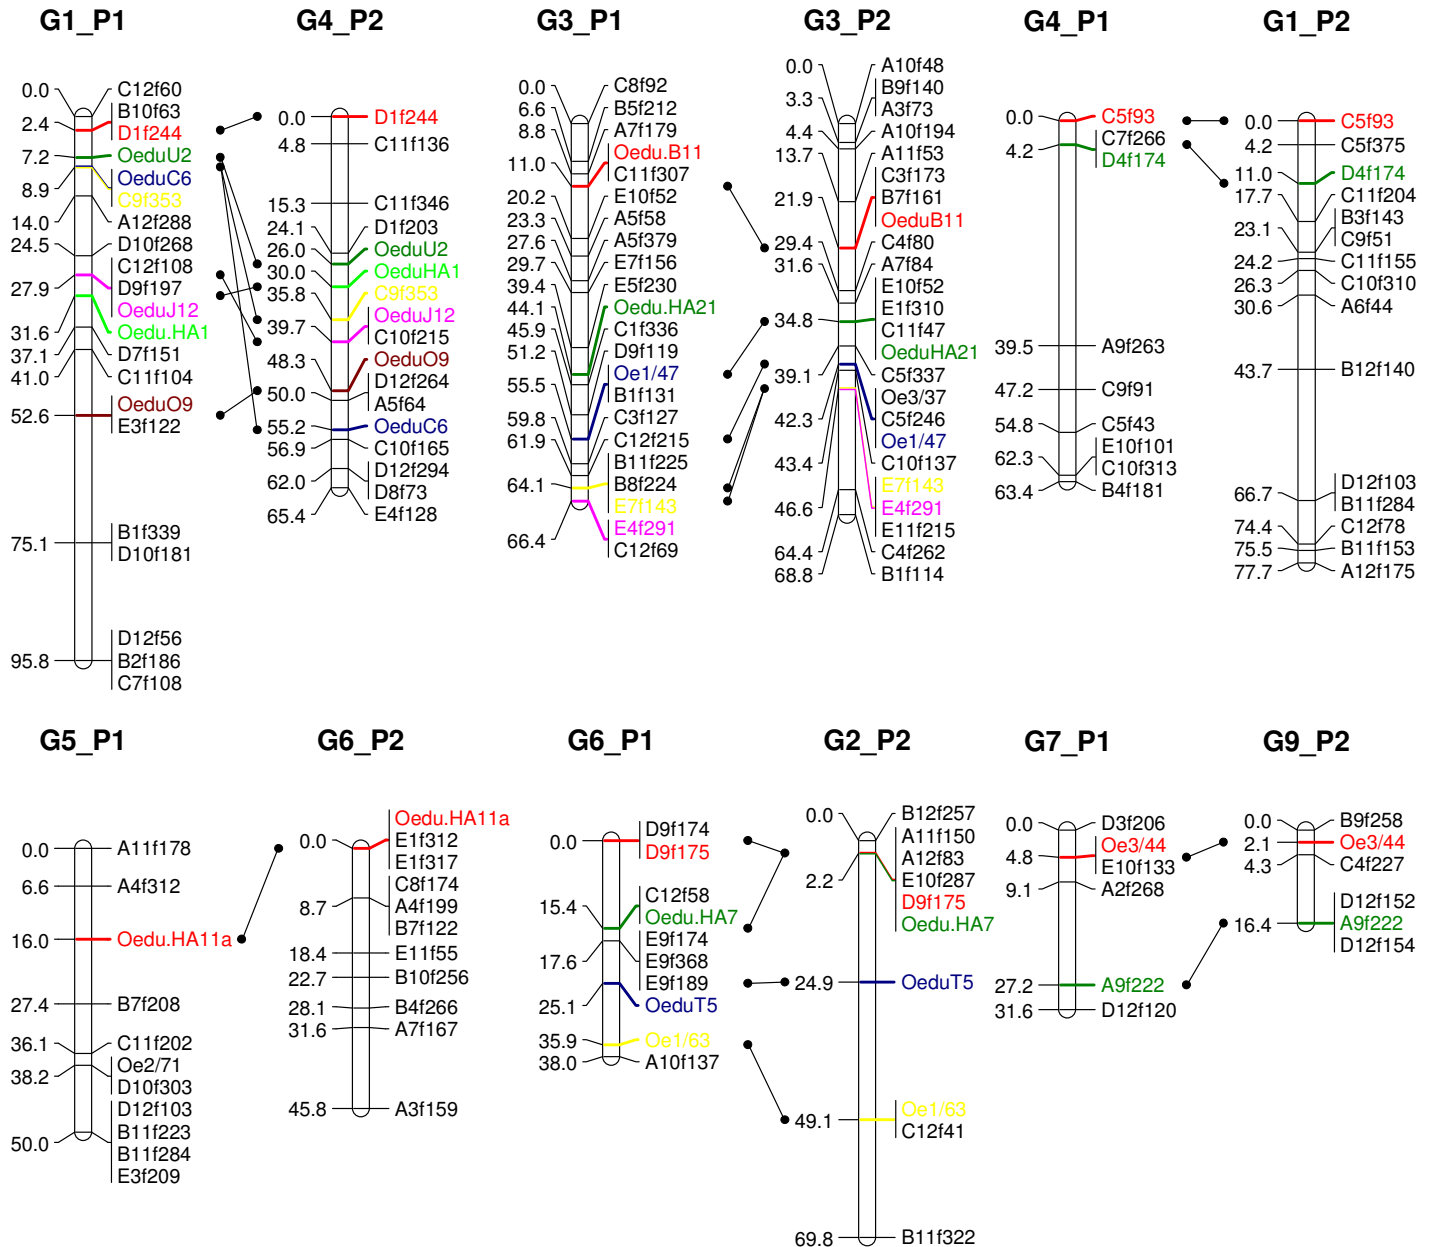 G1_P1
0.0
2.4
7.2
8.9
14.0
24.5
27.9
31.6
37.1
41.0
52.6
75.1
95.8
C12f60
B10f63
D1f244
OeduU2
OeduC6
C9f353
A12f288
D10f268
C12f108
D9f197
OeduJ12
Oedu.HA1
D7f151
C11f104
OeduO9
E3f122
B1f339
D10f181
D12f56
B2f186
C7f108
G4_P2
0.0
4.8
15.3
24.1
26.0
30.0
35.8
39.7
48.3
50.0
55.2
56.9
62.0
65.4
D1f244
C11f136
C11f346
D1f203
OeduU2
OeduHA1
C9f353
OeduJ12
C10f215
OeduO9
D12f264
A5f64
OeduC6
C10f165
D12f294
D8f73
E4f128
G3_P1
0.0
6.6
8.8
11.0
20.2
23.3
27.6
29.7
39.4
44.1
45.9
51.2
55.5
59.8
61.9
64.1
66.4
C8f92
B5f212
A7f179
Oedu.B11
C11f307
E10f52
A5f58
A5f379
E7f156
E5f230
Oedu.HA21
C1f336
D9f119
Oe1/47
B1f131
C3f127
C12f215
B11f225
B8f224
E7f143
E4f291
C12f69
G3_P2
0.0
3.3
4.4
13.7
21.9
29.4
31.6
34.8
39.1
42.3
43.4
46.6
64.4
68.8
A10f48
B9f140
A3f73
A10f194
A11f53
C3f173
B7f161
OeduB11
C4f80
A7f84
E10f52
E1f310
C11f47
OeduHA21
C5f337
Oe3/37
C5f246
Oe1/47
C10f137
E7f143
E4f291
E11f215
C4f262
B1f114
G4_P1
0.0
4.2
39.5
47.2
54.8
62.3
63.4
C5f93
C7f266
D4f174
A9f263
C9f91
C5f43
E10f101
C10f313
B4f181
G1_P2
0.0
4.2
11.0
17.7
23.1
24.2
26.3
30.6
43.7
66.7
74.4
75.5
77.7
C5f93
C5f375
D4f174
C11f204
B3f143
C9f51
C11f155
C10f310
A6f44
B12f140
D12f103
B11f284
C12f78
B11f153
A12f175
G5_P1
0.0
6.6
16.0
27.4
36.1
38.2
50.0
A11f178
A4f312
Oedu.HA11a
B7f208
C11f202
Oe2/71
D10f303
D12f103
B11f223
B11f284
E3f209
G6_P2
0.0
8.7
18.4
22.7
28.1
31.6
45.8
Oedu.HA11a
E1f312
E1f317
C8f174
A4f199
B7f122
E11f55
B10f256
B4f266
A7f167
A3f159
G6_P1
0.0
15.4
17.6
25.1
35.9
38.0
D9f174
D9f175
C12f58
Oedu.HA7
E9f174
E9f368
E9f189
OeduT5
Oe1/63
A10f137
G2_P2
0.0
2.2
24.9
49.1
69.8
B12f257
A11f150
A12f83
E10f287
D9f175
Oedu.HA7
OeduT5
Oe1/63
C12f41
B11f322
G7_P1
0.0
4.8
9.1
27.2
31.6
D3f206
Oe3/44
E10f133
A2f268
A9f222
D12f120
G9_P2
0.0
2.1
4.3
16.4
B9f258
Oe3/44
C4f227
D12f152
A9f222
D12f154